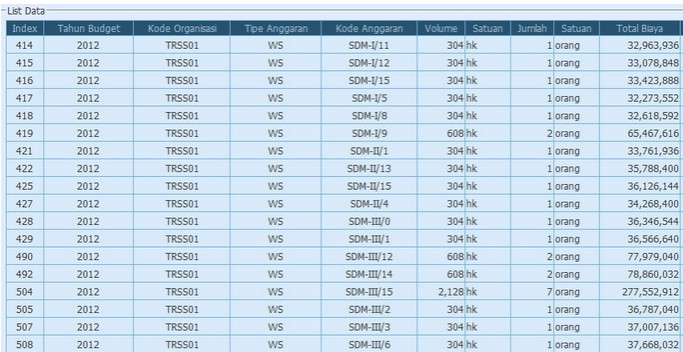 List Data
Index Tahun Budget Kode Organisasi Tipe Anggaran Kode Anggaran Volume Satuan Jumlah Satuan Total Biaya
414 2012 TRSS01 WS SDM-I/11 304 hk 1 orang 32,963,936
415 2012 TRSS01 WS SDM-I/12 304 hk 1 orang 33,078,848
416 2012 TRSS01 WS SDM-I/15 304 hk 1 orang 33,423,888
417 2012 TRSS01 WS SDM-I/5 304 hk 1 orang 32,273,552
418 2012 TRSS01 WS SDM-I/8 304 hk 1 orang 32,618,592
419 2012 TRSS01 WS SDM-I/9 608 hk 2 orang 65,467,616
421 2012 TRSS01 WS SDM-II/1 304 hk 1 orang 33,761,936
422 2012 TRSS01 WS SDM-II/13 304 hk 1 orang 35,788,400
425 2012 TRSS01 WS SDM-II/15 304 hk 1 orang 36,126,144
427 2012 TRSS01 WS SDM-II/4 304 hk 1 orang 34,268,400
428 2012 TRSS01 WS SDM-III/0 304 hk 1 orang 36,346,544
429 2012 TRSS01 WS SDM-III/1 304 hk 1 orang 36,566,640
490 2012 TRSS01 WS SDM-III/12 608 hk 2 orang 77,979,040
492 2012 TRSS01 WS SDM-III/14 608 hk 2 orang 78,860,032
504 2012 TRSS01 WS SDM-III/15 2,128 hk 7 orang 277,552,912
505 2012 TRSS01 WS SDM-III/2 304 hk 1 orang 36,787,040
507 2012 TRSS01 WS SDM-III/3 304 hk 1 orang 37,007,136
508 2012 TRSS01 WS SDM-III/6 304 hk 1 orang 37,668,032